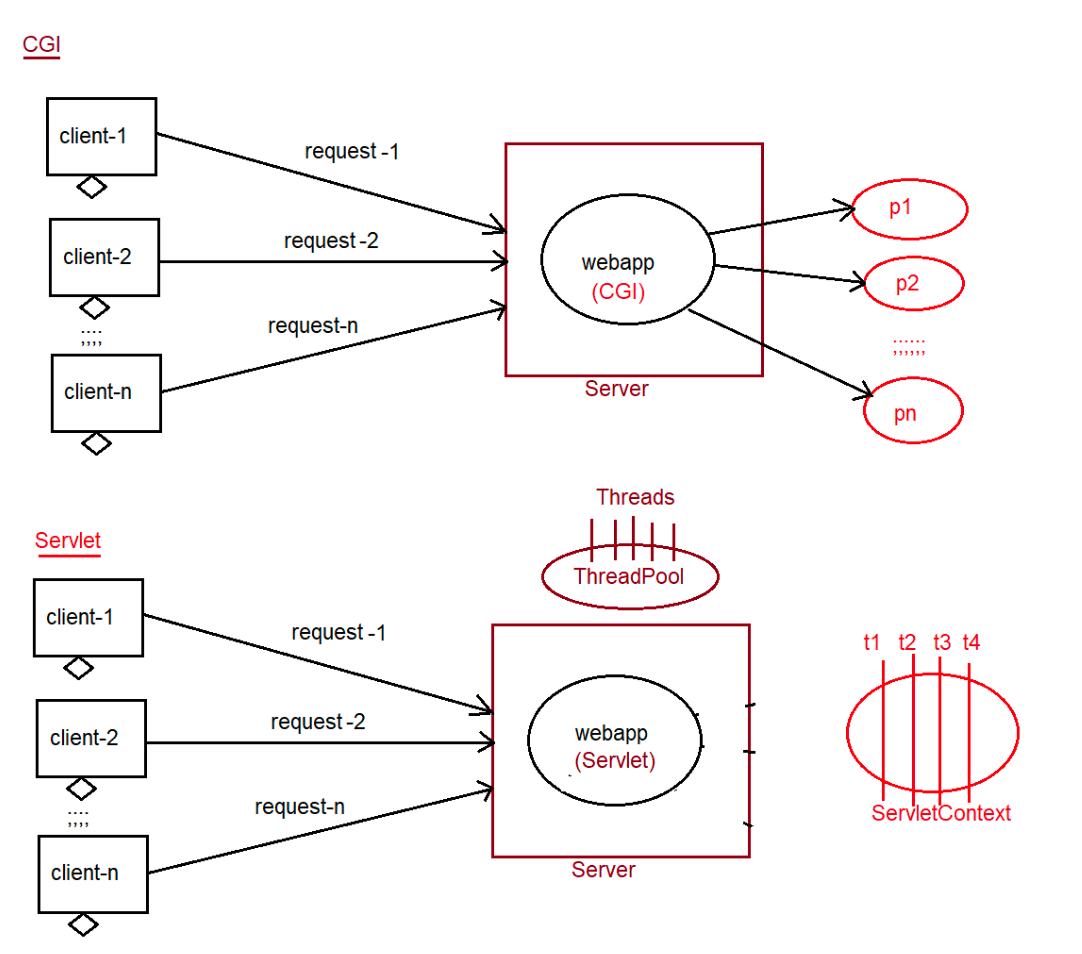 CGI
client-1
request -1
client-2
request -2
;;;;
client-n
request-n
webapp
(CGI)
Server
p1
p2
;;;;;;
pn
Threads
ThreadPool
Servlet
client-1
request -1
client-2
request -2
;;;;
client-n
request-n
webapp
(Servlet)
Server
t1 t2 t3 t4
ServletContext